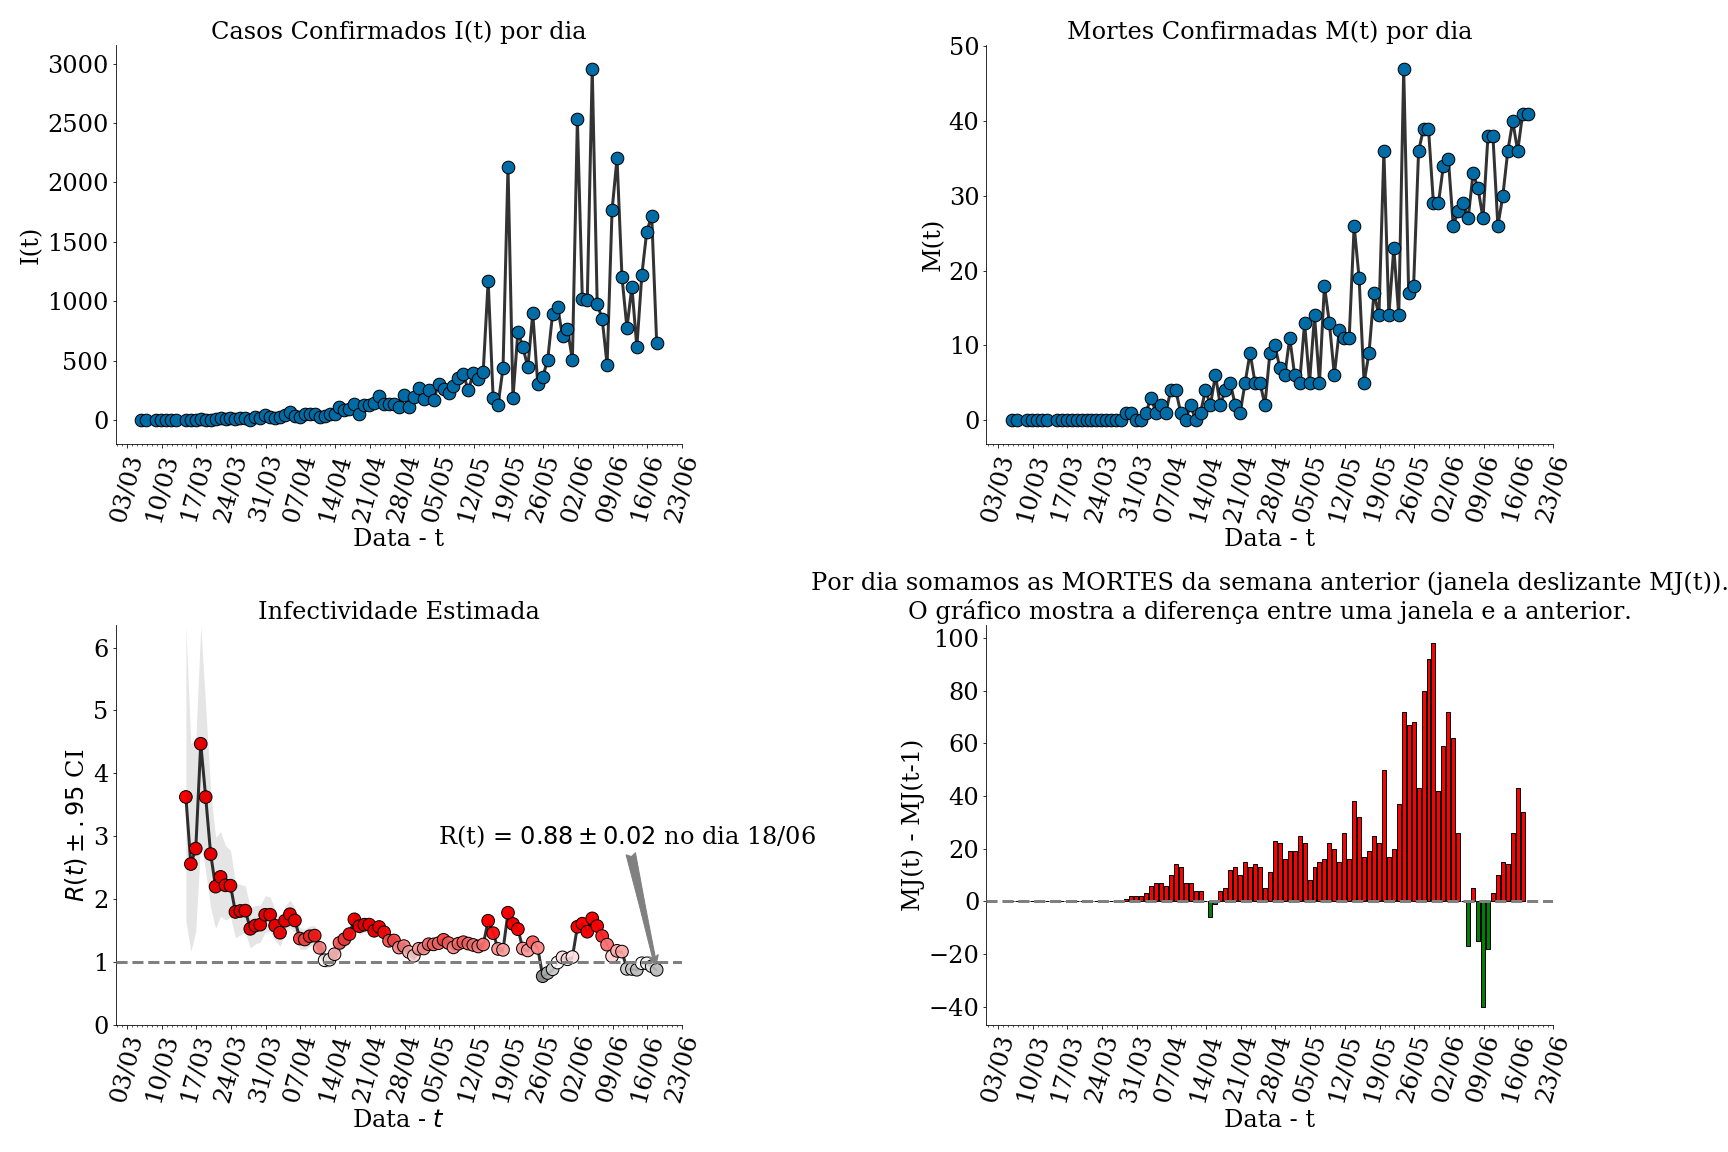 Casos Confirmados I(t) por dia
3000
2500
2000
1500
1000
500
0
I(t)
03/03 10/03 17/03 24/03 31/03 07/04 14/04 21/04 28/04 05/05 12/05 19/05 26/05 02/06 09/06 16/06 23/06
Data - t
Mortes Confirmadas M(t) por dia
50
40
30
20
10
0
M(t)
03/03 10/03 17/03 24/03 31/03 07/04 14/04 21/04 28/04 05/05 12/05 19/05 26/05 02/06 09/06 16/06 23/06
Data - t
Infectividade Estimada
6
5
4
3
2
1
0
R(t) ± .95 CI
R(t) = 0.88 ± 0.02 no dia 18/06
03/03 10/03 17/03 24/03 31/03 07/04 14/04 21/04 28/04 05/05 12/05 19/05 26/05 02/06 09/06 16/06 23/06
Data - t
Por dia somamos as MORTES da semana anterior (janela deslizante MJ(t)).
O gráfico mostra a diferença entre uma janela e a anterior.
100
80
60
40
20
0
−20
−40
MJ(t) - MJ(t-1)
03/03 10/03 17/03 24/03 31/03 07/04 14/04 21/04 28/04 05/05 12/05 19/05 26/05 02/06 09/06 16/06 23/06
Data - t